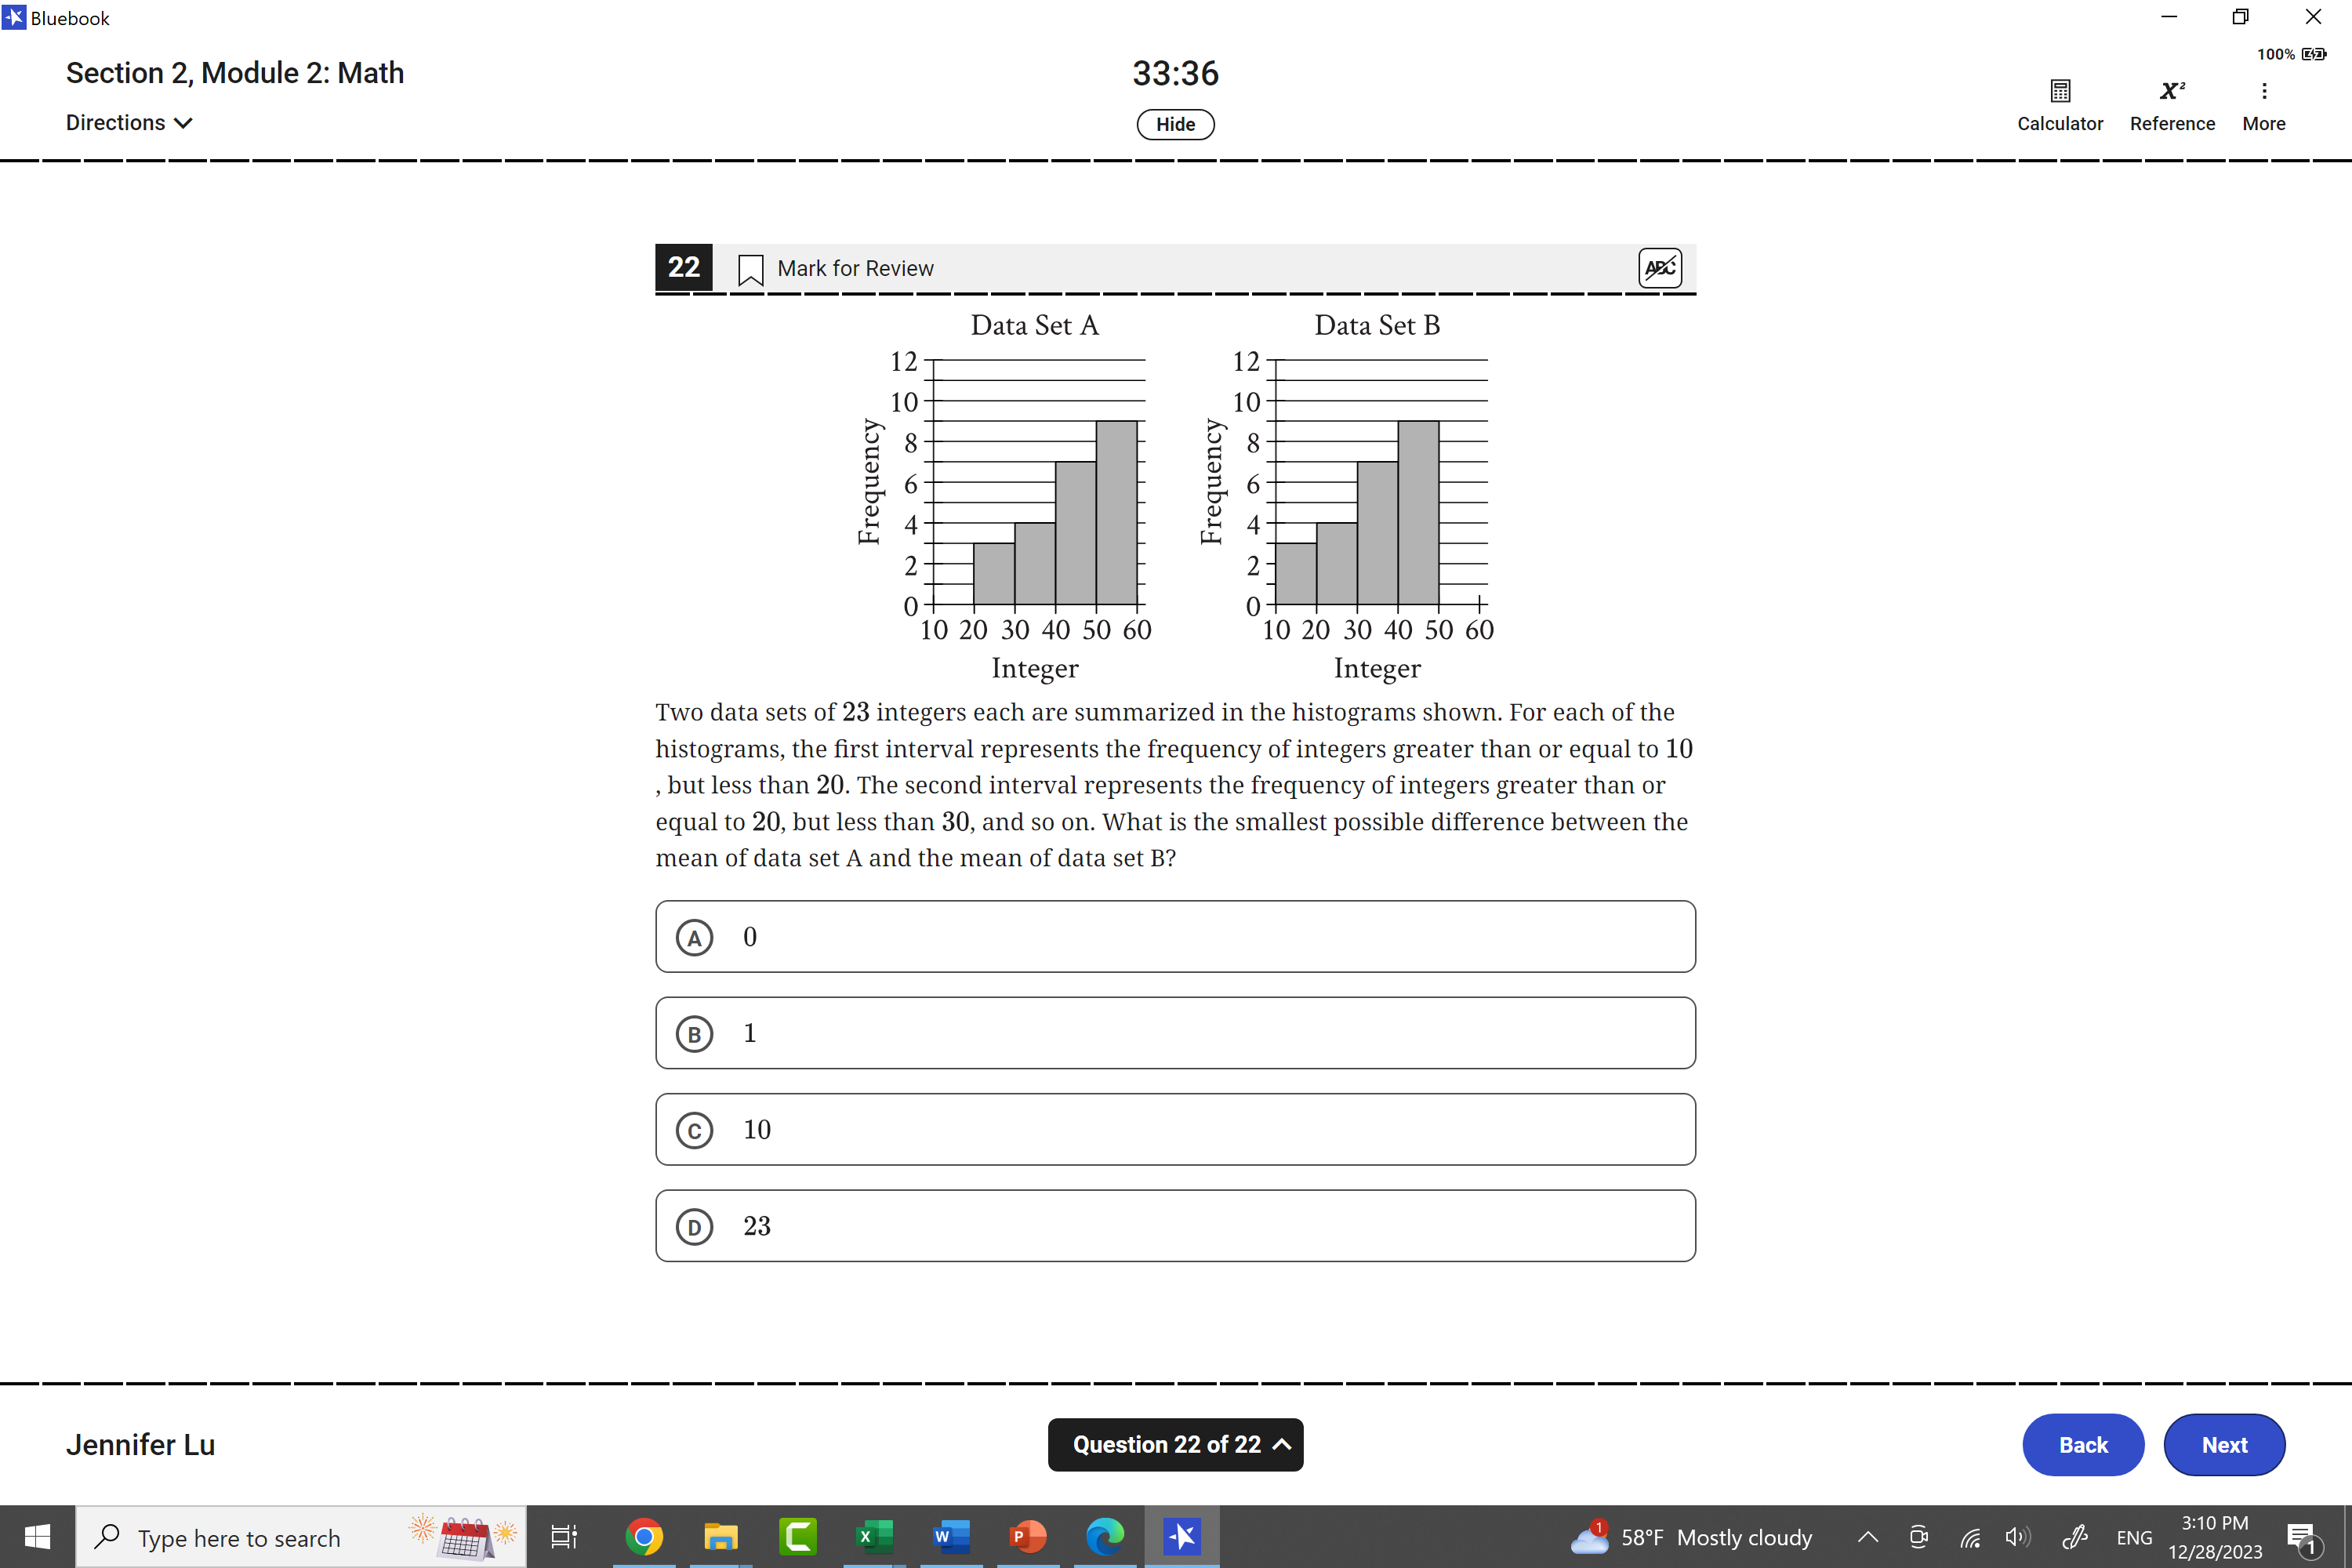 Bluebook
100%
Section 2, Module 2: Math
33:36
Directions
Hide
Calculator
Reference
More
22
Mark for Review
ABC
Data Set A
Data Set B
12
10
8
6
4
2
0
Frequency
10 20 30 40 50 60
Integer
12
10
8
6
4
2
0
Frequency
10 20 30 40 50 60
Integer
Two data sets of 23 integers each are summarized in the histograms shown. For each of the
histograms, the first interval represents the frequency of integers greater than or equal to 10
, but less than 20. The second interval represents the frequency of integers greater than or
equal to 20, but less than 30, and so on. What is the smallest possible difference between the
mean of data set A and the mean of data set B?
A 0
B 1
C 10
D 23
Jennifer Lu
Question 22 of 22
Back
Next
Type here to search
1
58°F Mostly cloudy
ENG
3:10 PM
12/28/2023
1